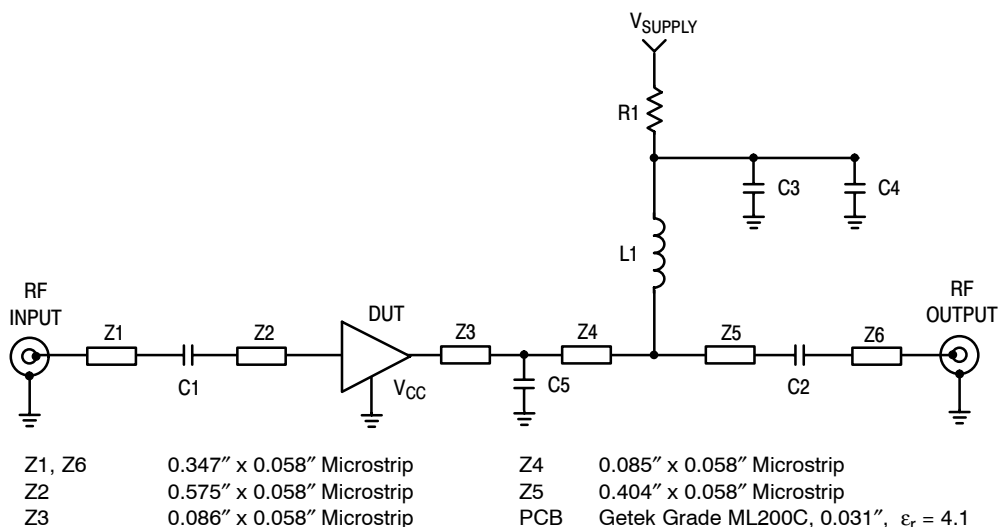 VSUPPLY
R1
C3
C4
L1
RF
INPUT
RF
OUTPUT
Z1
Z2
DUT
Z3
Z4
Z5
Z6
C1
VCC
C5
C2
Z1, Z6 0.347″ x 0.058″ Microstrip
Z2 0.575″ x 0.058″ Microstrip
Z3 0.086″ x 0.058″ Microstrip
Z4 0.085″ x 0.058″ Microstrip
Z5 0.404″ x 0.058″ Microstrip
PCB Getek Grade ML200C, 0.031″, εr = 4.1